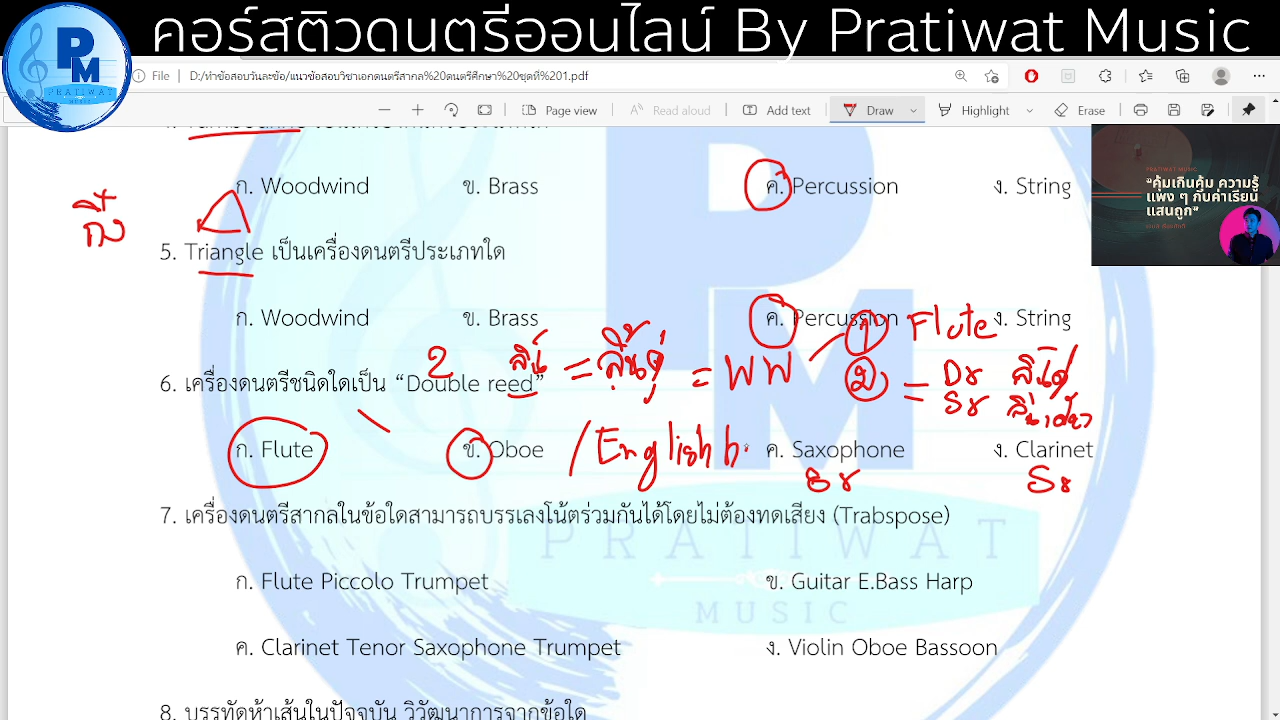 คอร์สติวดนตรีออนไลน์ By Pratiwat Music
PM
PRATIWAT
MUSIC
File D:/ทำข้อสอบวันละข้อ/แนวข้อสอบวิชาเอกดนตรีสากล%20ดนตรีศึกษา%20ชุดที่%201.pdf
Page view Read aloud Add text Draw Highlight Erase
PRATIWAT MUSIC
"คุ้มเกินคุ้ม ความรู้
แพง ๆ กับค่าเรียน
แสนถูก"
ก. Woodwind ข. Brass ค. Percussion ง. String
กิ๋ง
5. Triangle เป็นเครื่องดนตรีประเภทใด
ก. Woodwind ข. Brass ค. Percussion ง. String
Flute
2 = ลิ้นคู่ = WW = Dr ลิ้นคู่
6. เครื่องดนตรีชนิดใดเป็น “Double reed”
Sr ลิ้นเดี่ยว
ก. Flute ข. Oboe / English h. ค. Saxophone ง. Clarinet
Sr Sr
7. เครื่องดนตรีสากลในข้อใดสามารถบรรเลงโน้ตร่วมกันได้โดยไม่ต้องทดเสียง (Trabspose)
PRATIWAT
ก. Flute Piccolo Trumpet ข. Guitar E.Bass Harp
MUSIC
ค. Clarinet Tenor Saxophone Trumpet ง. Violin Oboe Bassoon
8. บรรทัดห้าเส้นในปัจจุบัน วิวัฒนาการจากข้อใด